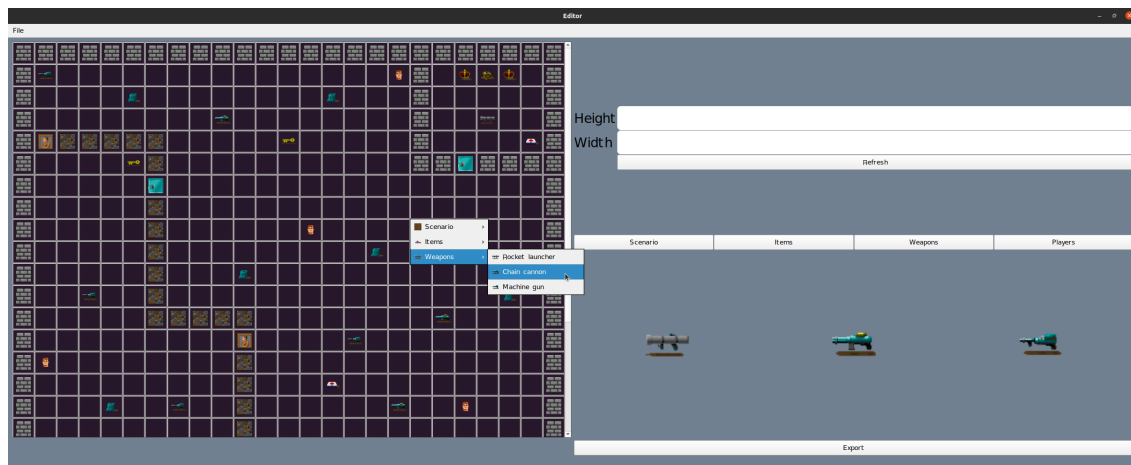 Editor
File
Height
Width
Refresh
Scenario
Items
Weapons
Rocket launcher
Chain cannon
Machine gun
Scenario Items Weapons Players
Export